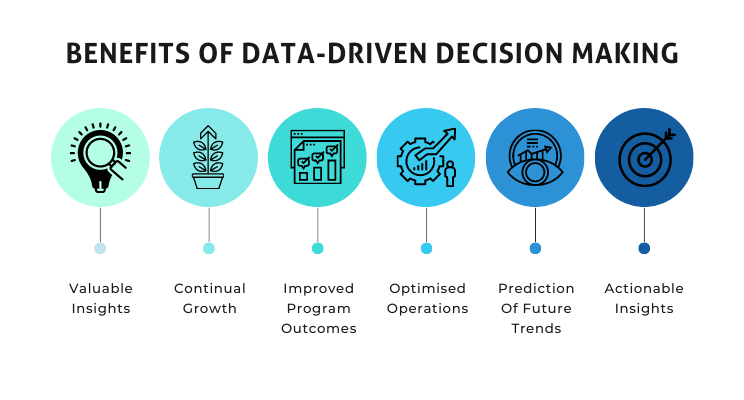 BENEFITS OF DATA-DRIVEN DECISION MAKING
Valuable
Insights
Continual
Growth
Improved
Program
Outcomes
Optimised
Operations
Prediction
Of Future
Trends
Actionable
Insights